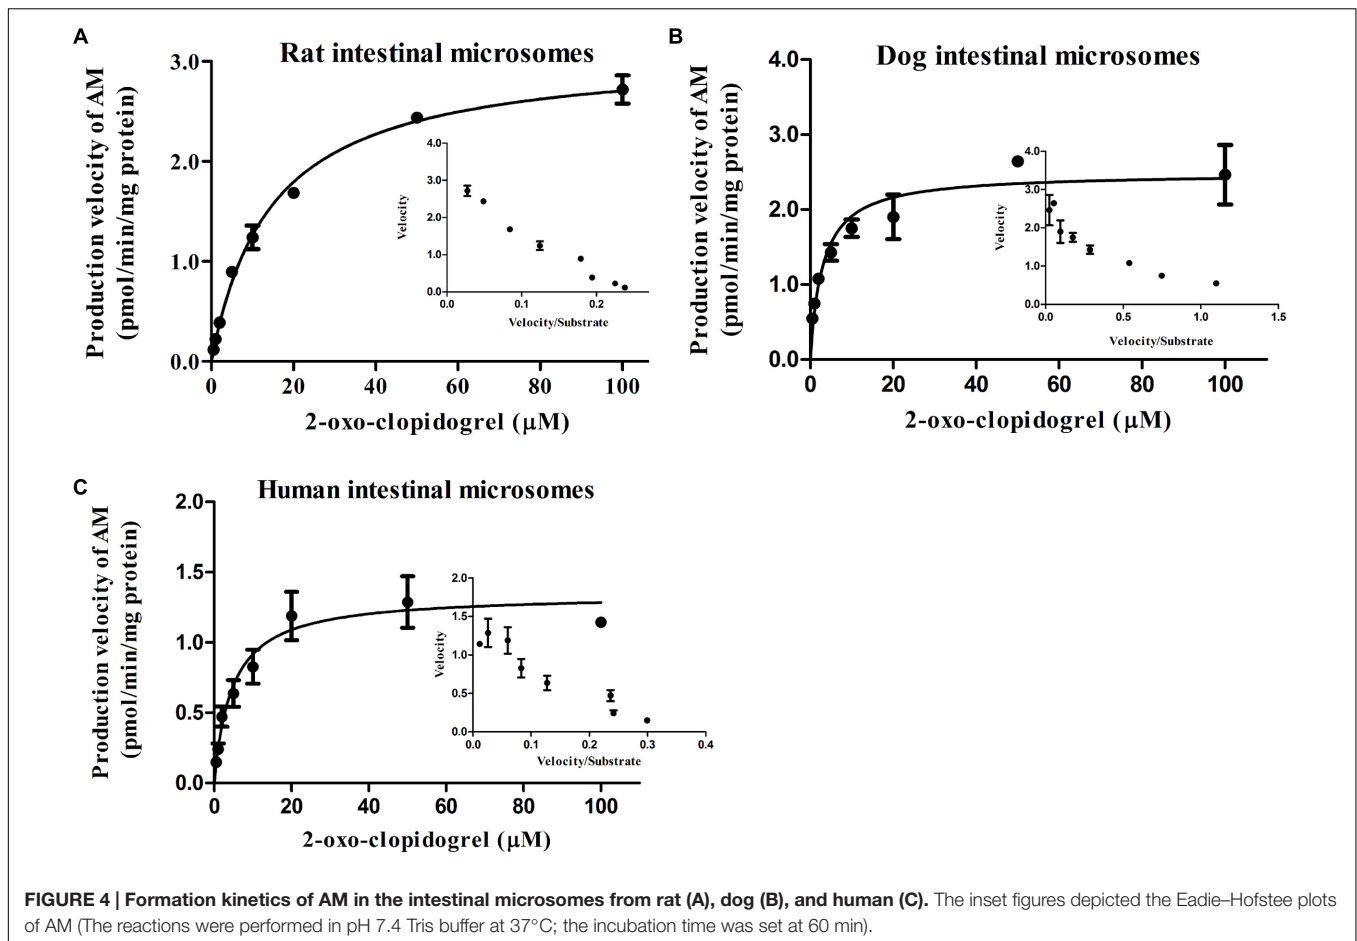 A
Rat intestinal microsomes
Production velocity of AM
(pmol/min/mg protein)
3.0
2.0
1.0
0.0
0 20 40 60 80 100
2-oxo-clopidogrel (μM)
Velocity
4.0
3.0
2.0
1.0
0.0
0.0 0.1 0.2
Velocity/Substrate
B
Dog intestinal microsomes
Production velocity of AM
(pmol/min/mg protein)
4.0
3.0
2.0
1.0
0.0
0 20 40 60 80 100
2-oxo-clopidogrel (μM)
Velocity
4.0
3.0
2.0
1.0
0.0
0.0 0.5 1.0 1.5
Velocity/Substrate
C
Human intestinal microsomes
Production velocity of AM
(pmol/min/mg protein)
2.0
1.5
1.0
0.5
0.0
0 20 40 60 80 100
2-oxo-clopidogrel (μM)
Velocity
2.0
1.5
1.0
0.5
0.0
0.0 0.1 0.2 0.3 0.4
Velocity/Substrate
FIGURE 4 | Formation kinetics of AM in the intestinal microsomes from rat (A), dog (B), and human (C). The inset figures depicted the Eadie–Hofstee plots
of AM (The reactions were performed in pH 7.4 Tris buffer at 37°C; the incubation time was set at 60 min).